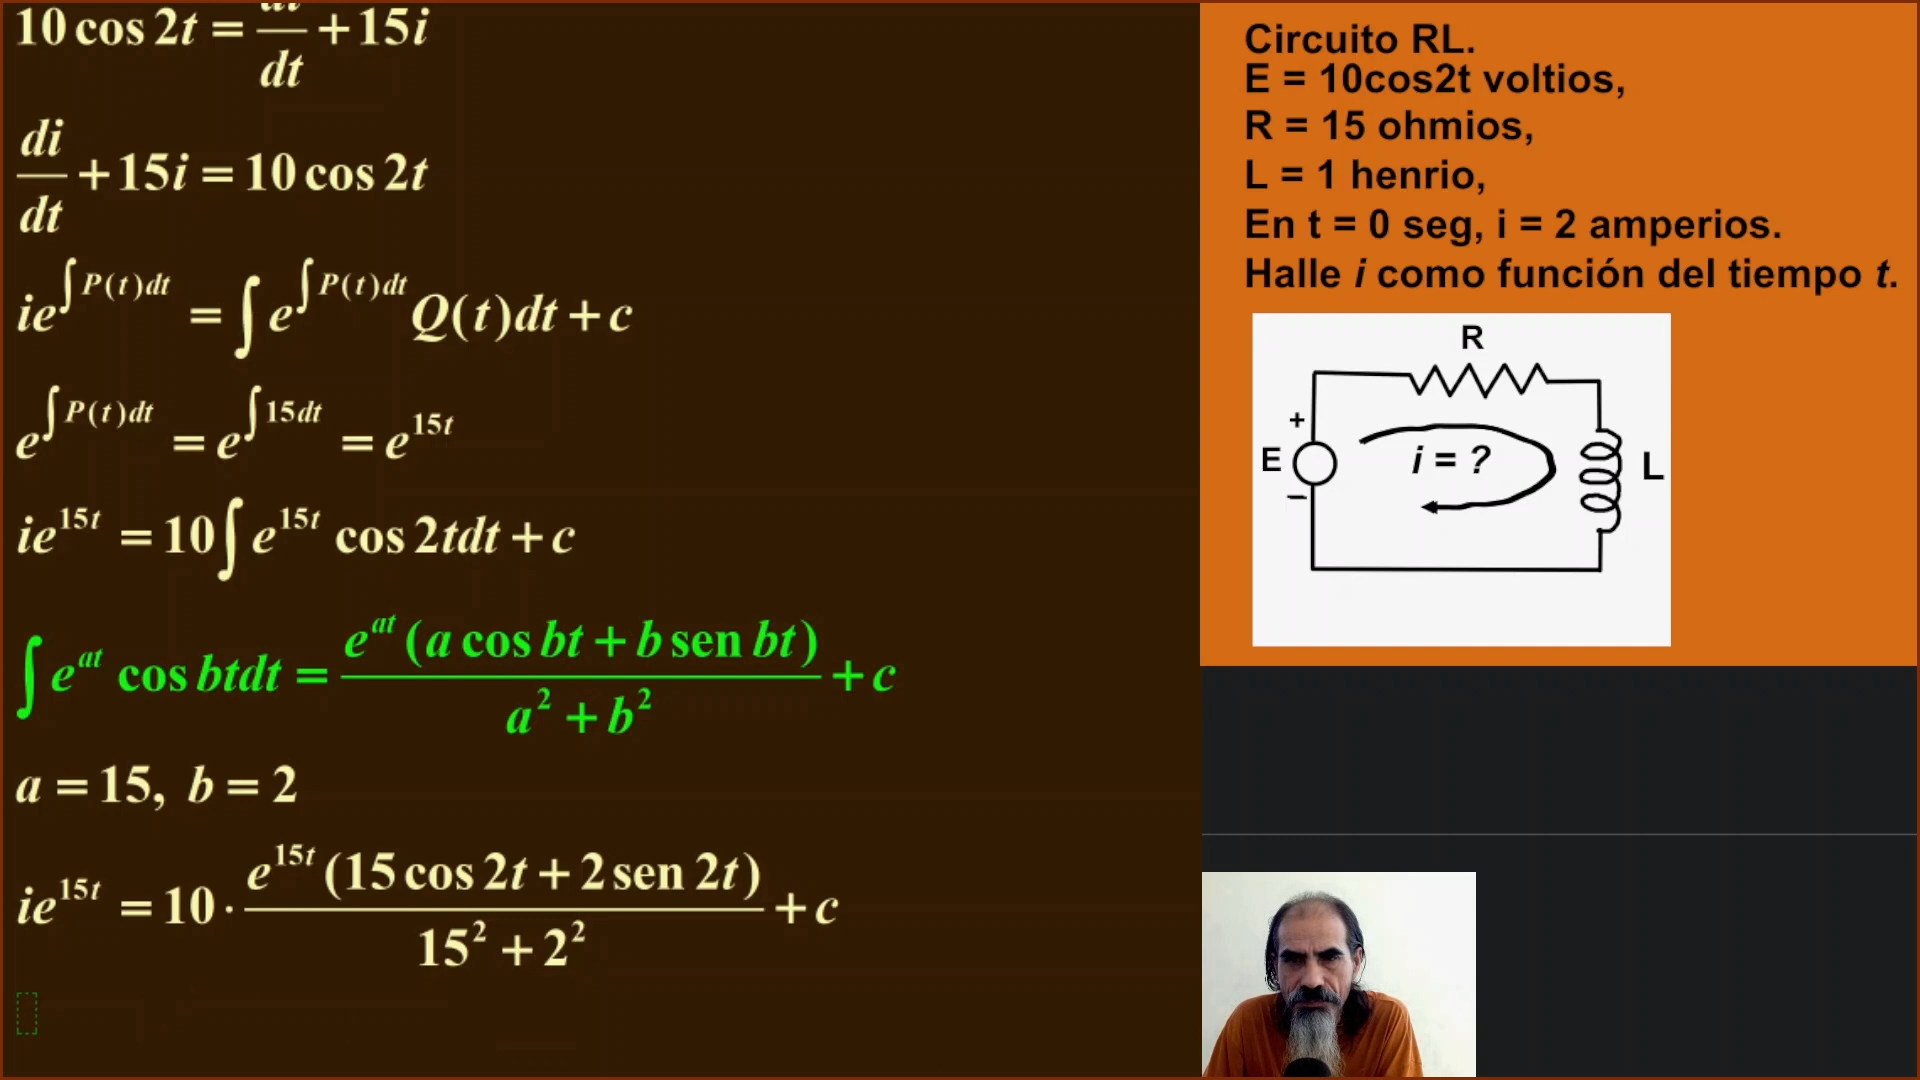 10 cos 2t = di/dt + 15i
di/dt + 15i = 10 cos 2t
ie^{∫P(t)dt} = ∫ e^{∫P(t)dt} Q(t)dt + c
e^{∫P(t)dt} = e^{∫15dt} = e^{15t}
ie^{15t} = 10∫ e^{15t} cos 2tdt + c
∫ e^{at} cos btdt = e^{at} (a cos bt + b sen bt) / (a² + b²) + c
a = 15, b = 2
ie^{15t} = 10 · e^{15t} (15 cos 2t + 2 sen 2t) / (15² + 2²) + c
Circuito RL.
E = 10cos2t voltios,
R = 15 ohmios,
L = 1 henrio,
En t = 0 seg, i = 2 amperios.
Halle i como función del tiempo t.
R
+
E
i = ?
L
−